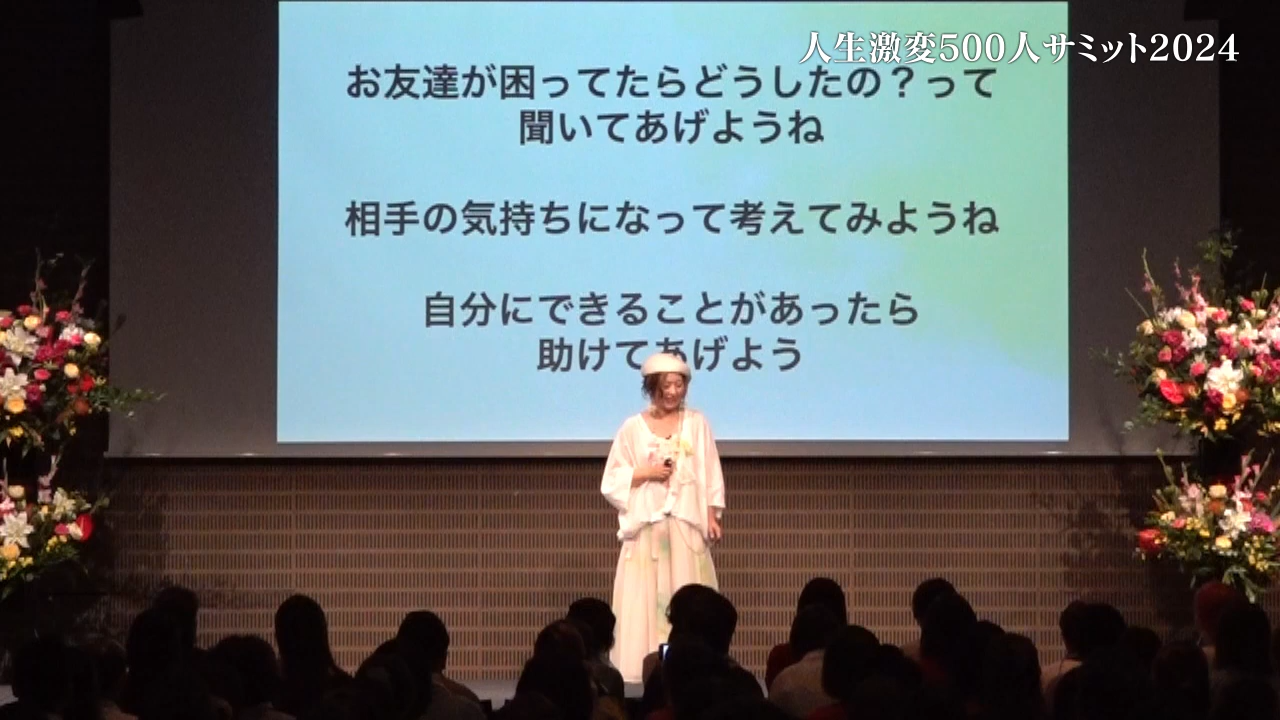 人生激変500人サミット2024
お友達が困ってたらどうしたの？って
聞いてあげようね
相手の気持ちになって考えてみようね
自分にできることがあったら
助けてあげよう